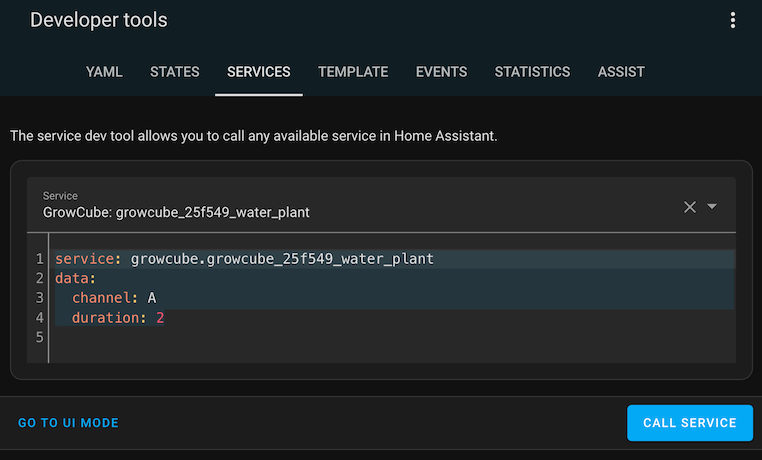 Developer tools
YAML STATES SERVICES TEMPLATE EVENTS STATISTICS ASSIST
The service dev tool allows you to call any available service in Home Assistant.
Service
GrowCube: growcube_25f549_water_plant
1 service: growcube.growcube_25f549_water_plant
2 data:
3   channel: A
4   duration: 2
5
GO TO UI MODE CALL SERVICE